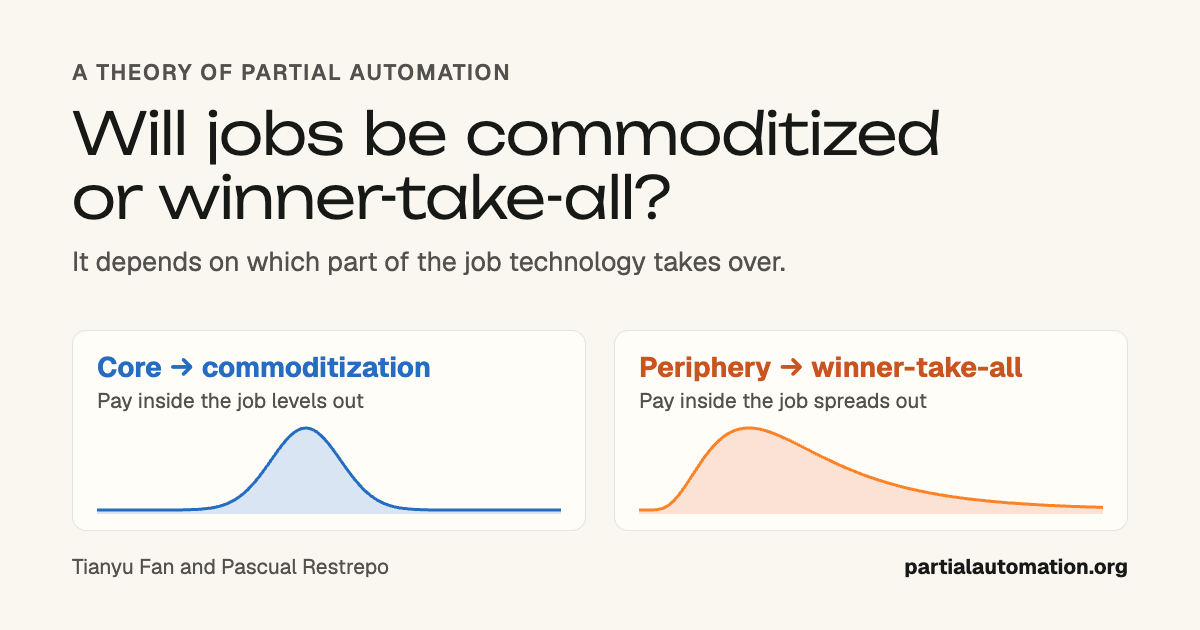 A THEORY OF PARTIAL AUTOMATION
Will jobs be commoditized
or winner-take-all?
It depends on which part of the job technology takes over.
Core → commoditization
Pay inside the job levels out
Periphery → winner-take-all
Pay inside the job spreads out
Tianyu Fan and Pascual Restrepo
partialautomation.org